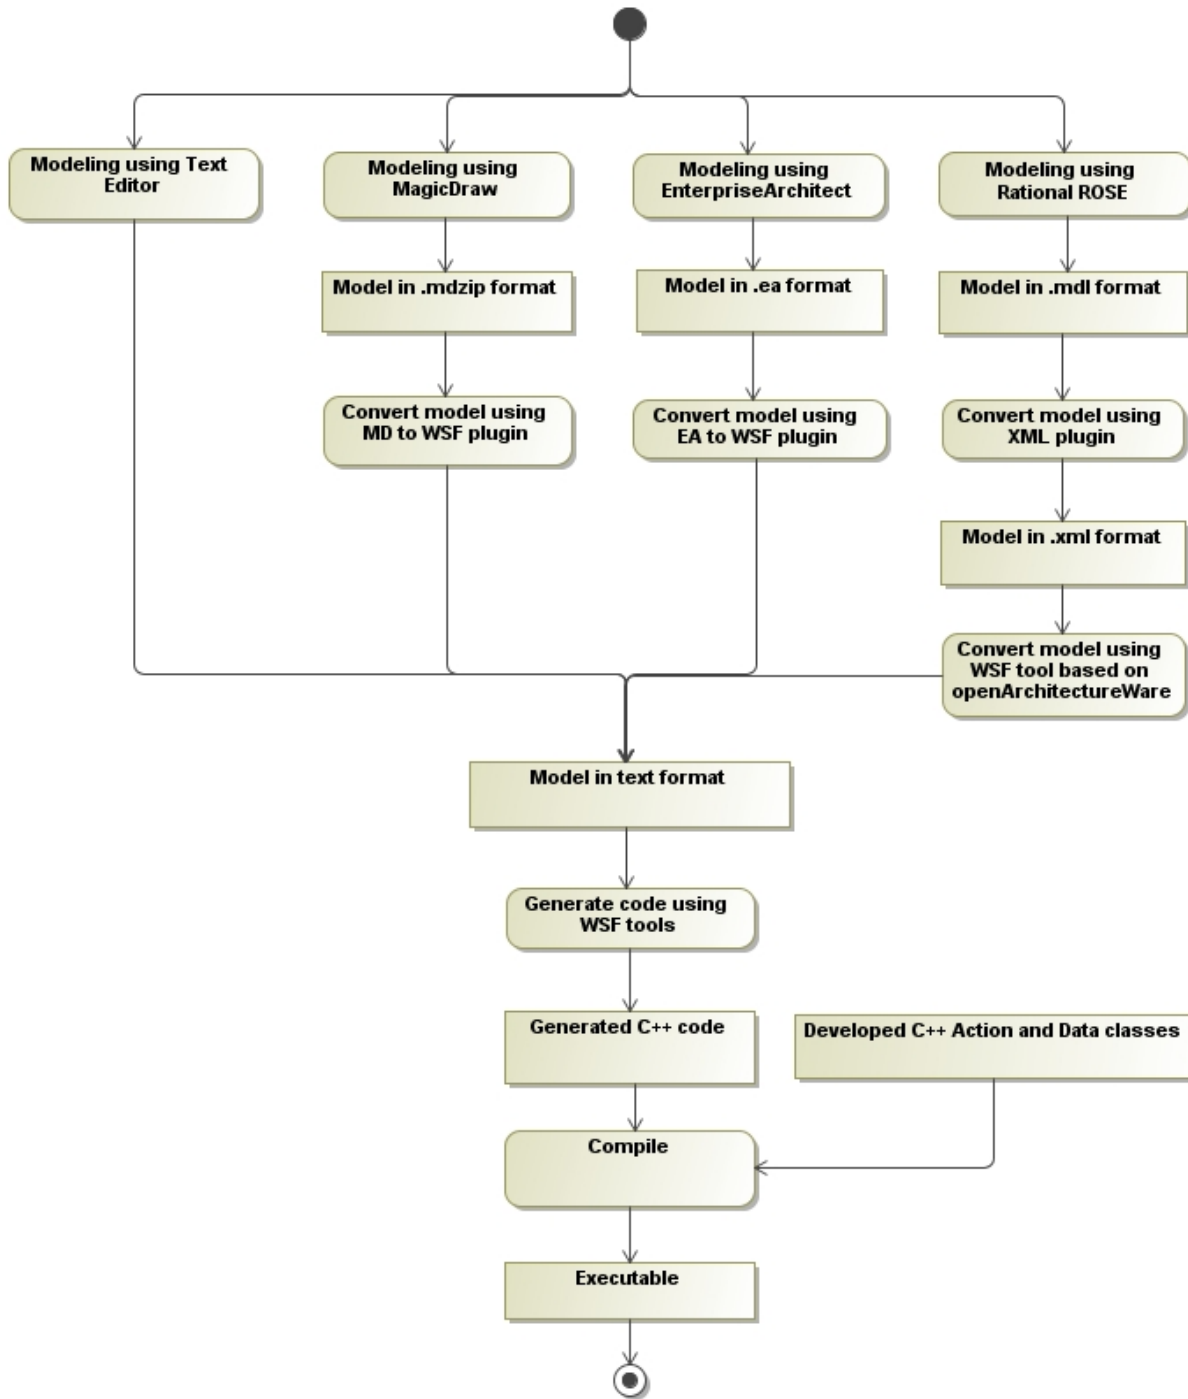 Modeling using Text
Editor
Modeling using
MagicDraw
Modeling using
EnterpriseArchitect
Modeling using
Rational ROSE
Model in .mdzip format
Model in .ea format
Model in .mdl format
Convert model using
MD to WSF plugin
Convert model using
EA to WSF plugin
Convert model using
XML plugin
Model in .xml format
Convert model using
WSF tool based on
openArchitectureWare
Model in text format
Generate code using
WSF tools
Generated C++ code
Developed C++ Action and Data classes
Compile
Executable